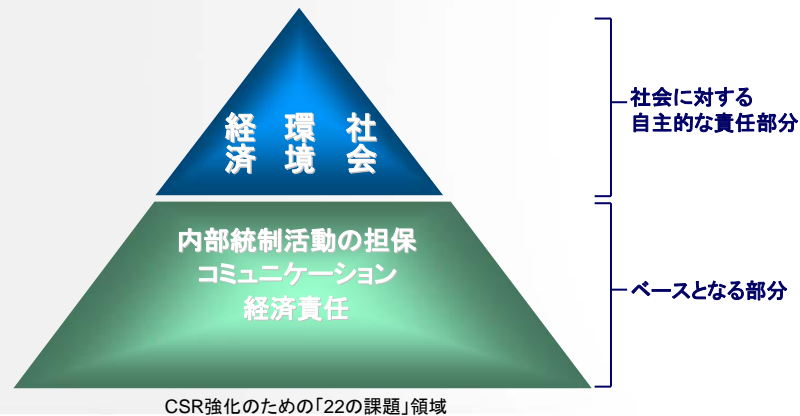 経済
環境
社会
社会に対する
自主的な責任部分
内部統制活動の担保
コミュニケーション
経済責任
ベースとなる部分
CSR強化のための「22の課題」領域